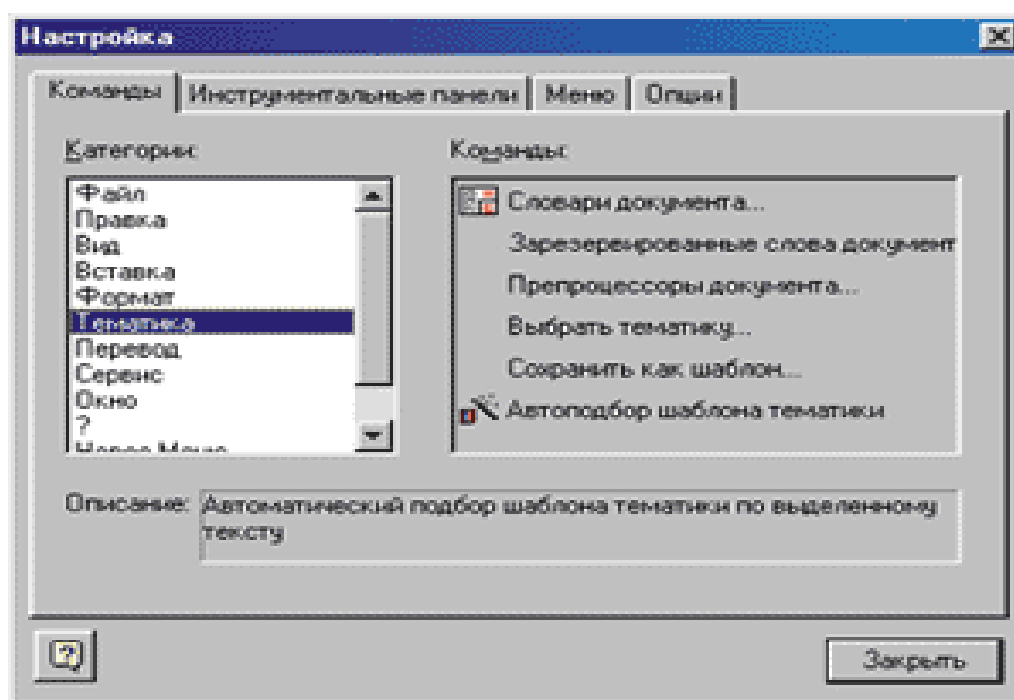 Настройка
Команды Инструментальные панели Меню Опции
Категории: Команды:
Файл
Правка
Вид
Вставка
Формат
Тематика
Перевод
Сервис
Окно
?
Новое Меню
Словари документа...
Зарезервированные слова документ
Препроцессоры документа...
Выбрать тематику...
Сохранить как шаблон...
Автоподбор шаблона тематики
Описание: Автоматический подбор шаблона тематики по выделенному
тексту
Закрыть